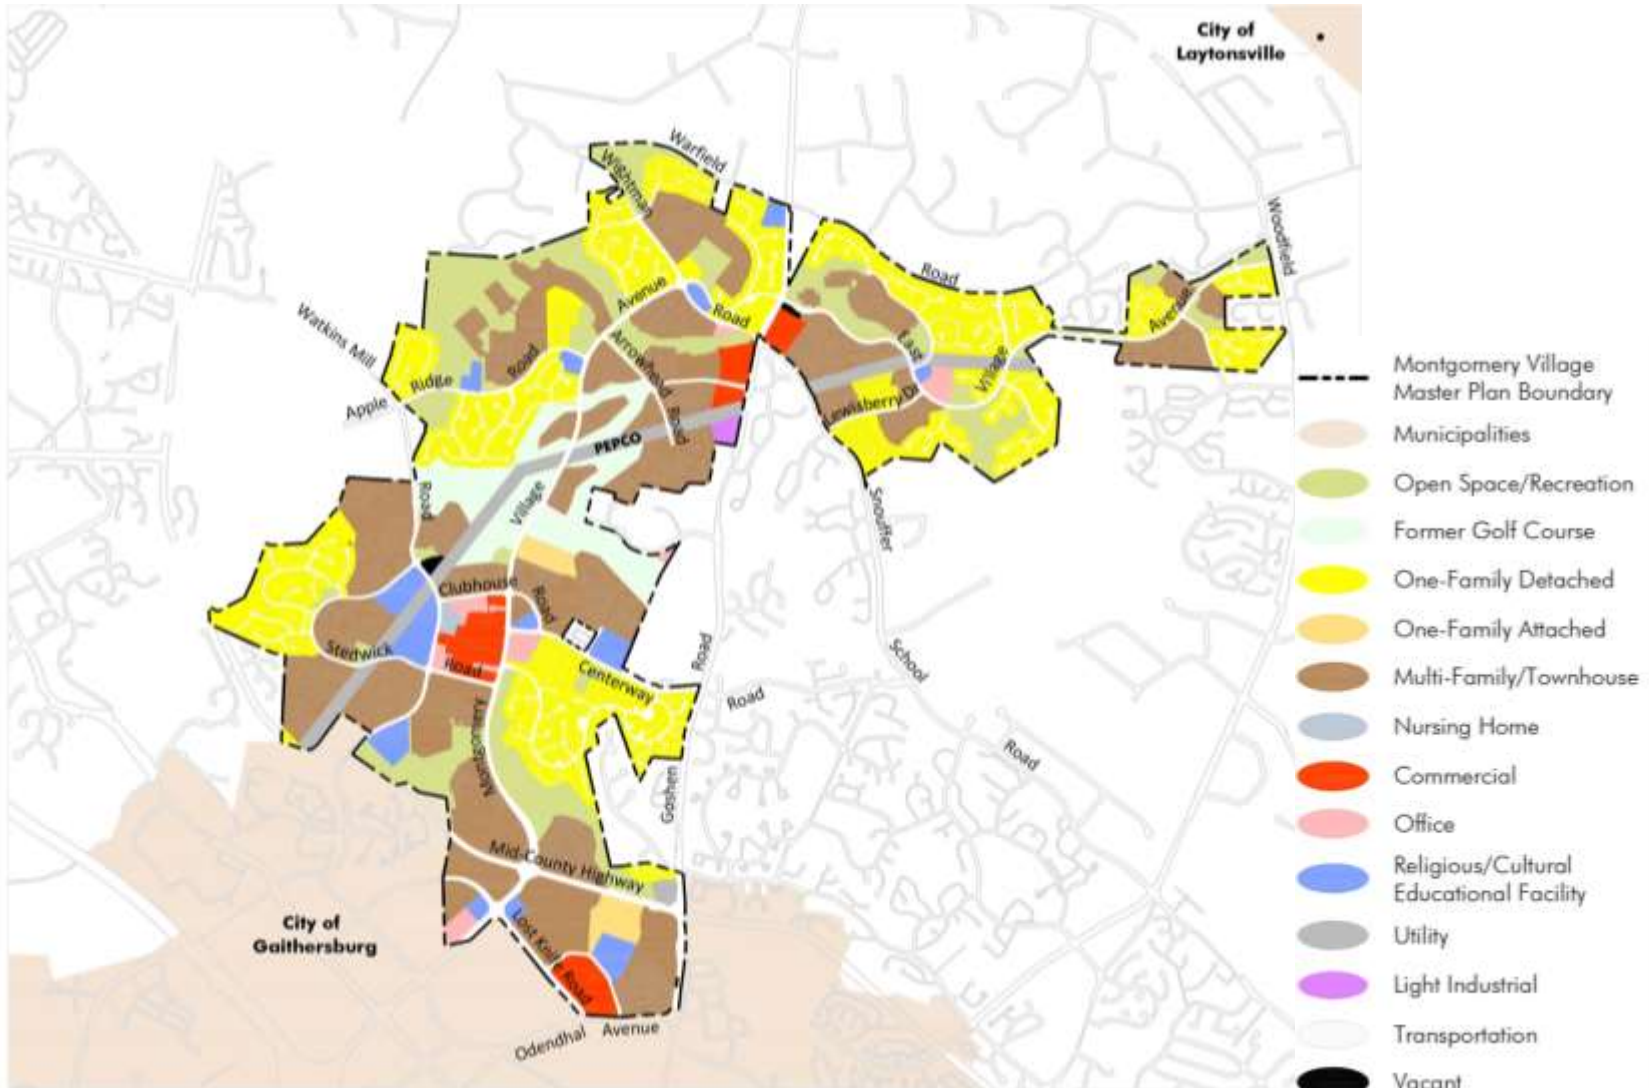 City of
Laytonsville
Warfield
Wightman
Woodfield
Road
Avenue
Road
Watkins Mill
Road
Ridge
Apple
Arrowhead
Road
East
Village
Avenue
Lewisberry Dr
PEPCO
Road
Village
Snouffer
School
Road
Clubhouse
Road
Stedwick
Road
Centerway
Road
Road
Montgomery
Goshen
Mid-County Highway
Lost Knife Road
Odendhal Avenue
City of
Gaithersburg
Montgomery Village
Master Plan Boundary
Municipalities
Open Space/Recreation
Former Golf Course
One-Family Detached
One-Family Attached
Multi-Family/Townhouse
Nursing Home
Commercial
Office
Religious/Cultural
Educational Facility
Utility
Light Industrial
Transportation
Vacant